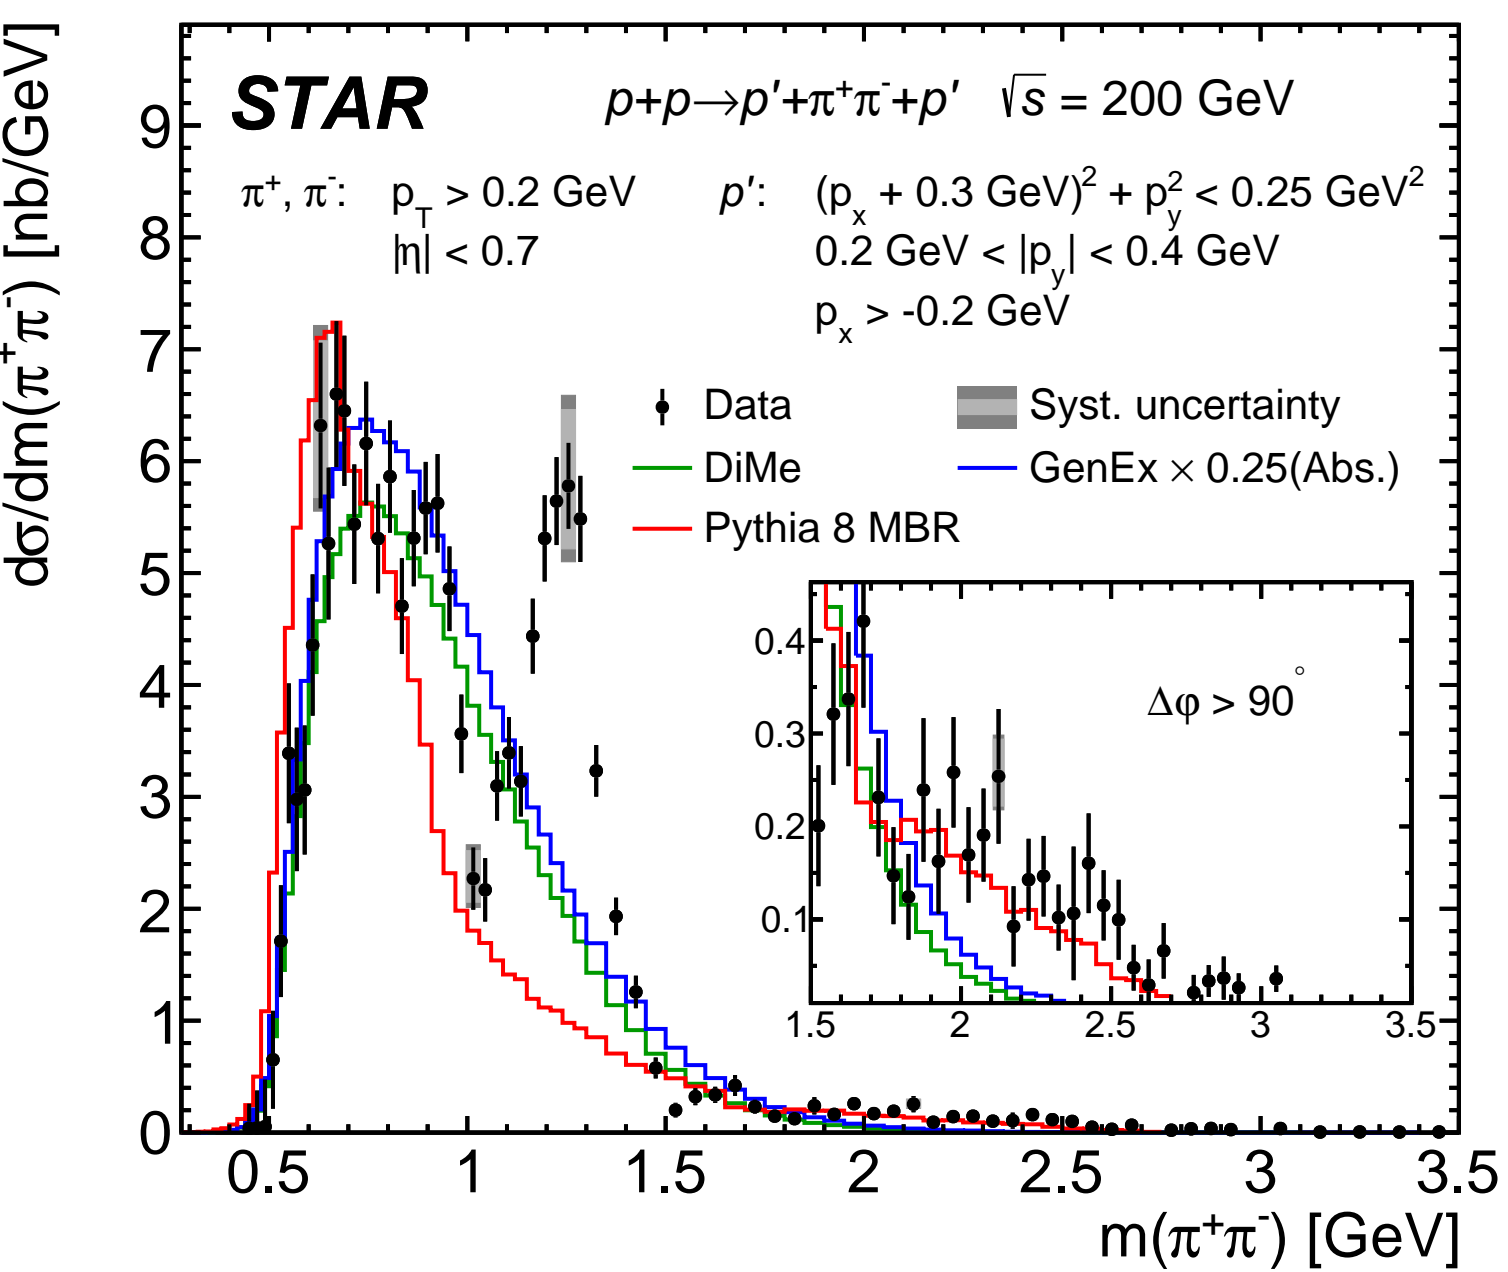 dσ/dm(π⁺π⁻) [nb/GeV]
STAR
p+p→p′+π⁺π⁻+p′ √s = 200 GeV
π⁺, π⁻: p_T > 0.2 GeV
|η| < 0.7
p′: (p_x + 0.3 GeV)² + p_y² < 0.25 GeV²
0.2 GeV < |p_y| < 0.4 GeV
p_x > -0.2 GeV
Data
Syst. uncertainty
DiMe
GenEx × 0.25(Abs.)
Pythia 8 MBR
9
8
7
6
5
4
3
2
1
0
0.5 1 1.5 2 2.5 3 3.5
m(π⁺π⁻) [GeV]
Δφ > 90°
0.4
0.3
0.2
0.1
1.5 2 2.5 3 3.5